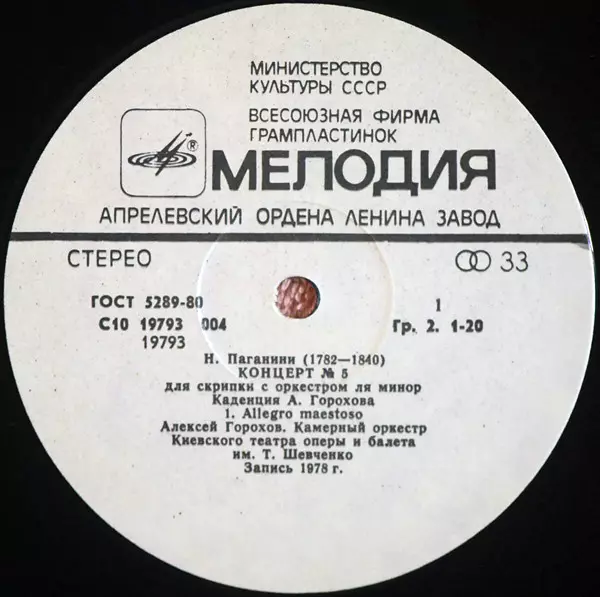 МИНИСТЕРСТВО
КУЛЬТУРЫ СССР
ВСЕСОЮЗНАЯ ФИРМА
ГРАМПЛАСТИНОК
®
МЕЛОДИЯ
АПРЕЛЕВСКИЙ ОРДЕНА ЛЕНИНА ЗАВОД
СТЕРЕО 33
ГОСТ 5289-80 1
С10 19793 004 Гр. 2. 1-20
19793
Н. Паганини (1782—1840)
КОНЦЕРТ № 5
для скрипки с оркестром ля минор
Каденция А. Горохова
1. Allegro maestoso
Алексей Горохов. Камерный оркестр
Киевского театра оперы и балета
им. Т. Шевченко
Запись 1978 г.